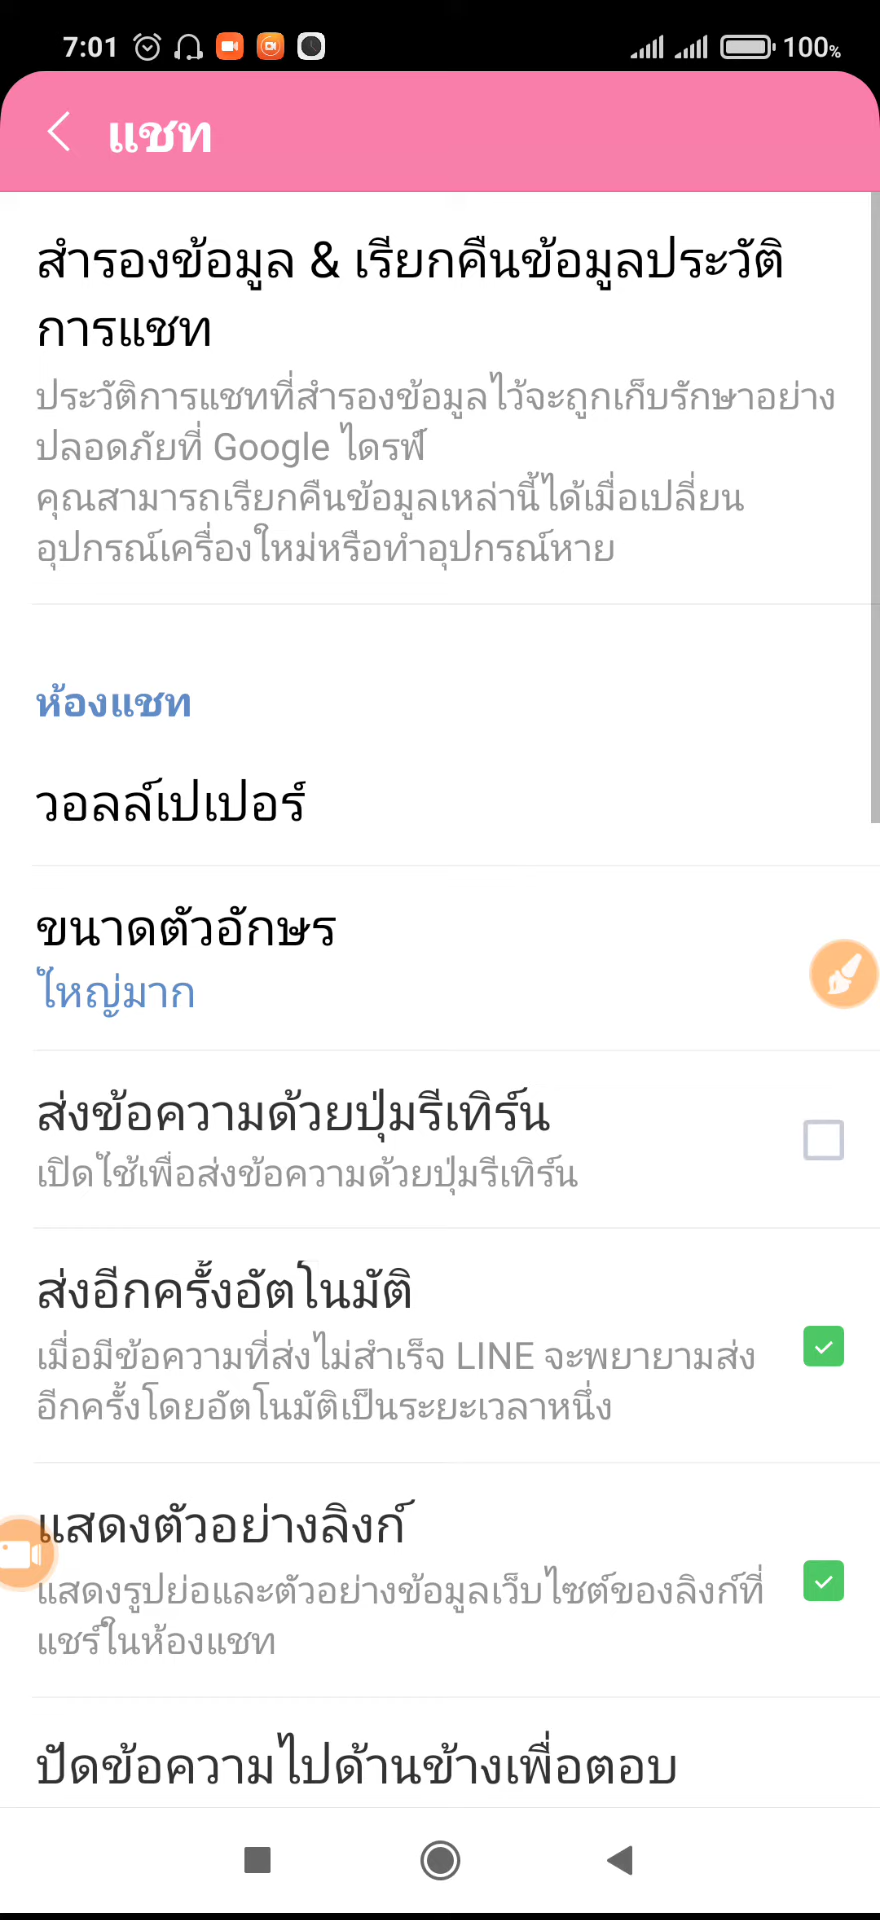 7:01
100%
แชท
สำรองข้อมูล & เรียกคืนข้อมูลประวัติ
การแชท
ประวัติการแชทที่สำรองข้อมูลไว้จะถูกเก็บรักษาอย่าง
ปลอดภัยที่ Google ไดรฟ์
คุณสามารถเรียกคืนข้อมูลเหล่านี้ได้เมื่อเปลี่ยน
อุปกรณ์เครื่องใหม่หรือทำอุปกรณ์หาย
ห้องแชท
วอลล์เปเปอร์
ขนาดตัวอักษร
ใหญ่มาก
ส่งข้อความด้วยปุ่มรีเทิร์น
เปิดใช้เพื่อส่งข้อความด้วยปุ่มรีเทิร์น
ส่งอีกครั้งอัตโนมัติ
เมื่อมีข้อความที่ส่งไม่สำเร็จ LINE จะพยายามส่ง
อีกครั้งโดยอัตโนมัติเป็นระยะเวลาหนึ่ง
แสดงตัวอย่างลิงก์
แสดงรูปย่อและตัวอย่างข้อมูลเว็บไซต์ของลิงก์ที่
แชร์ในห้องแชท
ปัดข้อความไปด้านข้างเพื่อตอบ